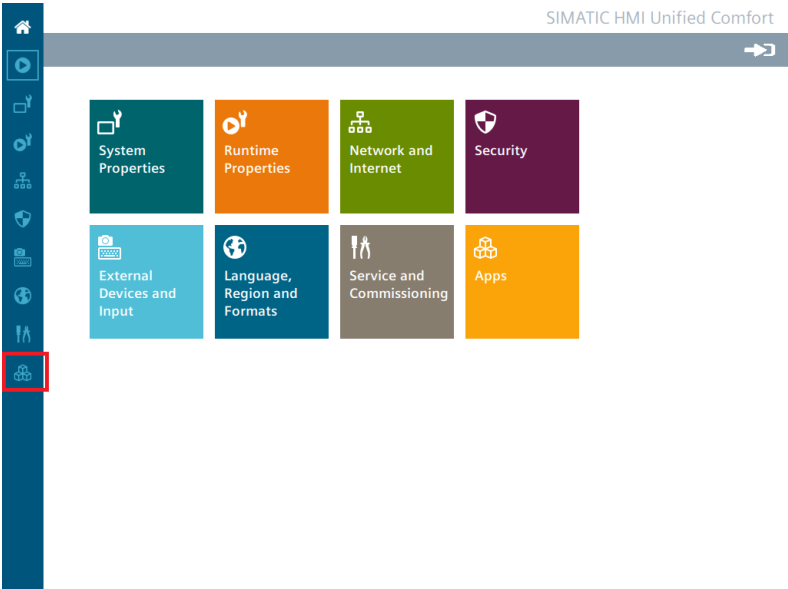 SIMATIC HMI Unified Comfort
System
Properties
Runtime
Properties
Network and
Internet
Security
External
Devices and
Input
Language,
Region and
Formats
Service and
Commissioning
Apps